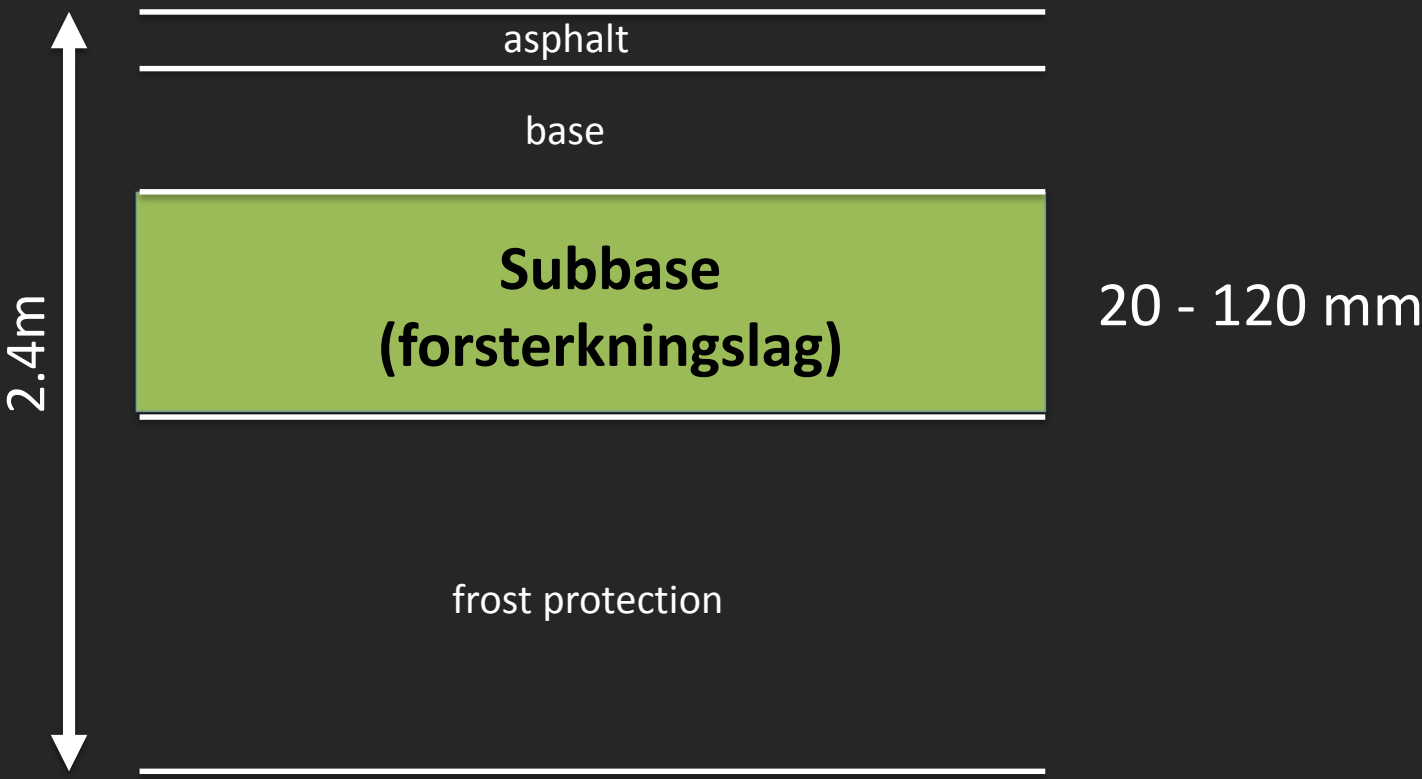 asphalt
base
Subbase
(forsterkningslag)
20 - 120 mm
2.4m
frost protection